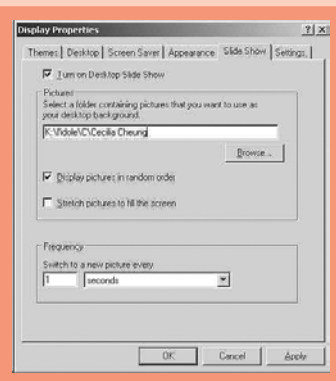 Display Properties
Themes Desktop Screen Saver Appearance Slide Show Settings
Turn on Desktop Slide Show
Pictures
Select a folder containing pictures that you want to use as
your desktop background.
K:\!idole\C\Cecilia Cheung
Browse...
Display pictures in random order
Stretch pictures to fill the screen
Frequency
Switch to a new picture every
1 seconds
OK Cancel Apply